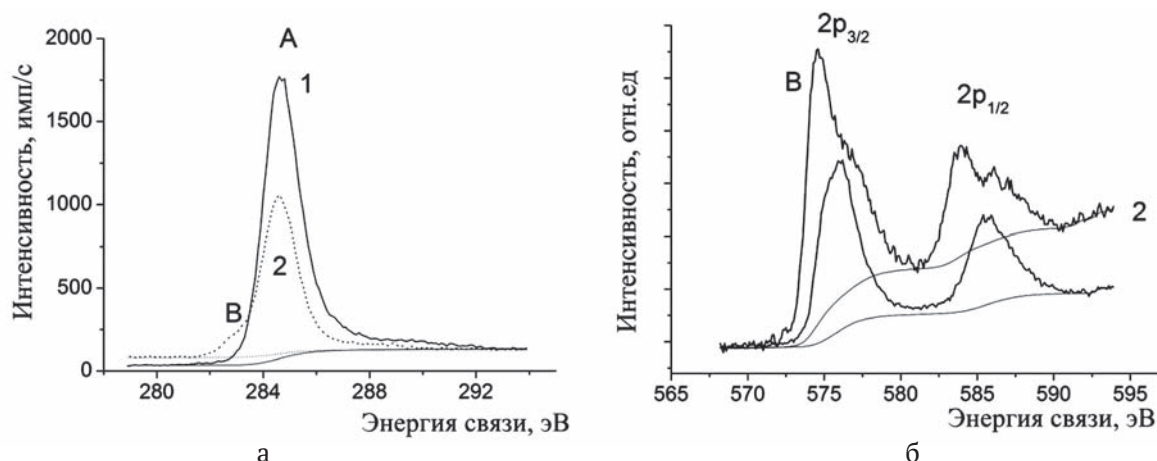 2000
1500
1000
500
0
Интенсивность, имп/с
A
1
2
B
280
284
288
292
Энергия связи, эВ
а
Интенсивность, отн.ед
2p3/2
B
2p1/2
2
565
570
575
580
585
590
595
Энергия связи, эВ
б